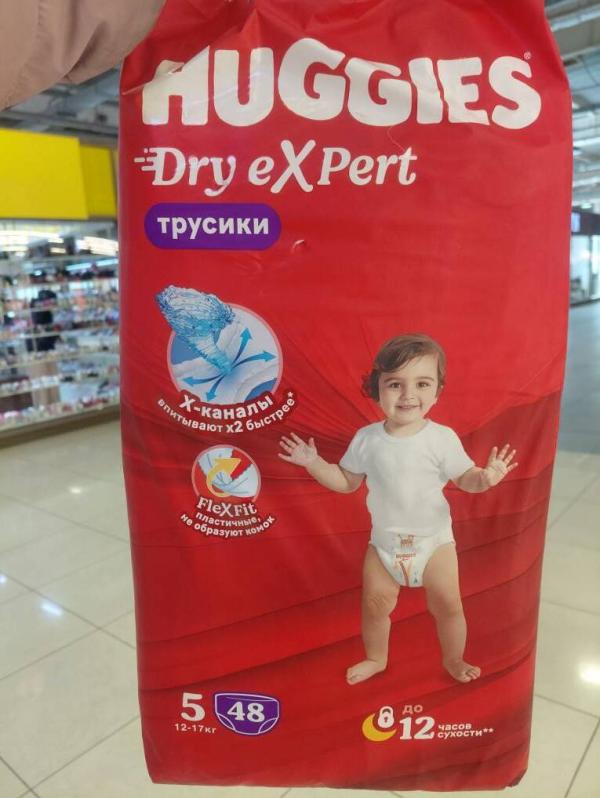 HUGGIES®
Dry eXPert
трусики
X-каналы
впитывают x2 быстрее*
FleXFit
пластичные,
не образуют комок
HUGGIES
5
12-17кг
48
до
12 часов
сухости**